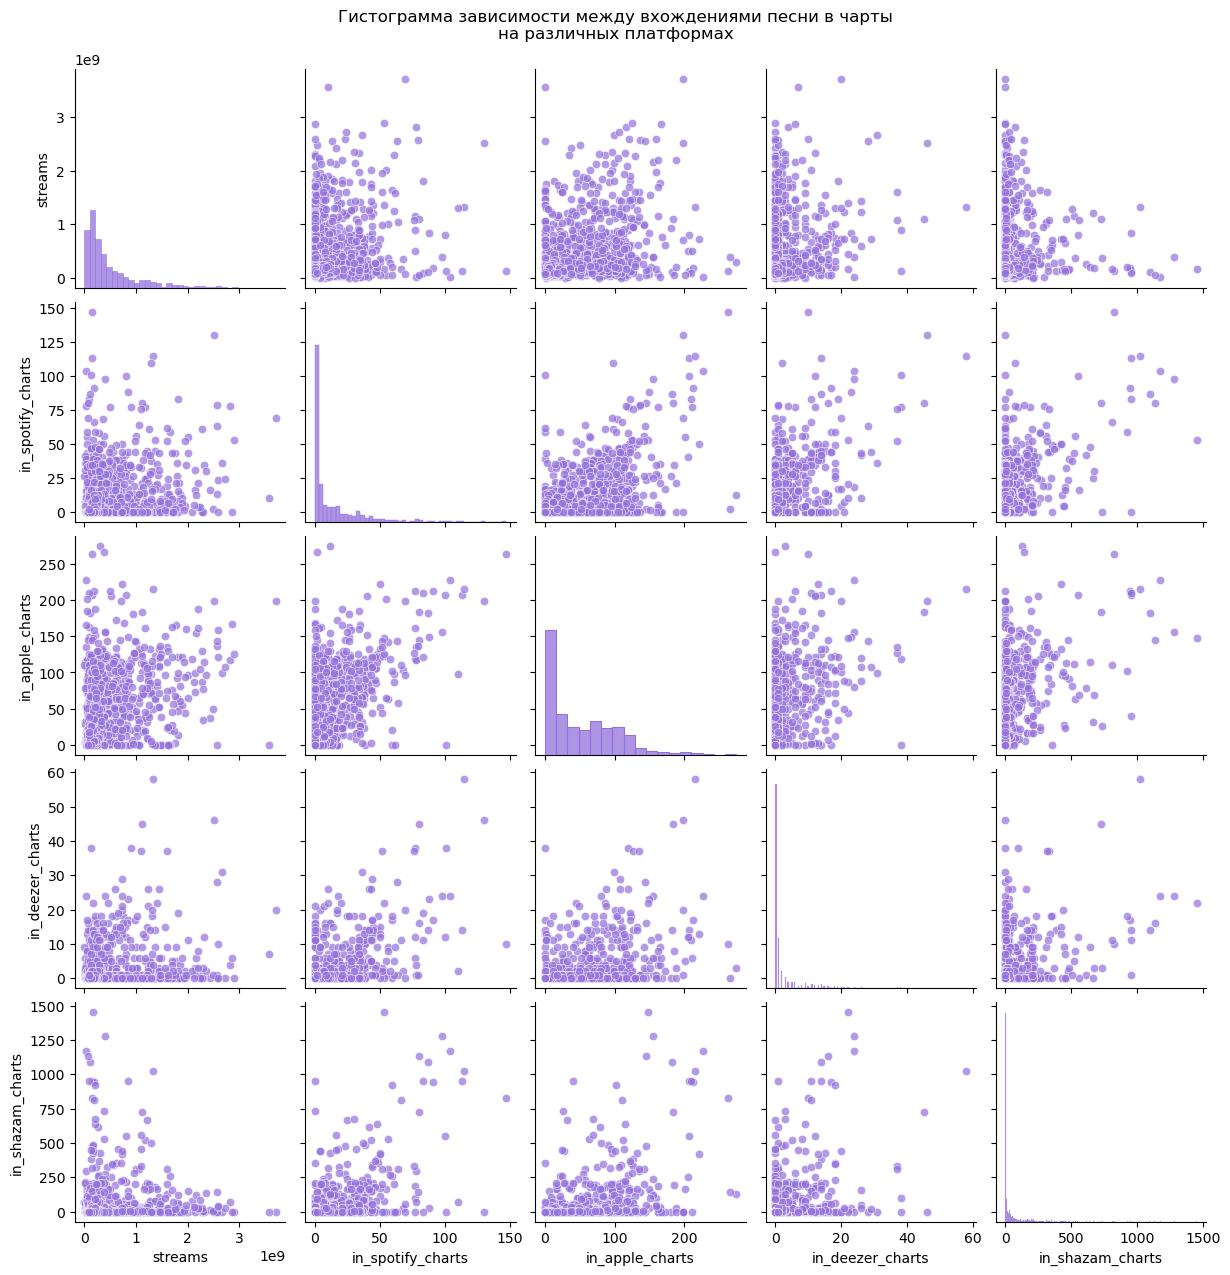 Гистограмма зависимости между вхождениями песни в чарты
на различных платформах
1e9
3
2
1
0
streams
150
125
100
75
50
25
0
in_spotify_charts
250
200
150
100
50
0
in_apple_charts
60
50
40
30
20
10
0
in_deezer_charts
1500
1250
1000
750
500
250
0
in_shazam_charts
0 1 2 3
1e9
streams
0 50 100 150
in_spotify_charts
0 100 200
in_apple_charts
0 20 40 60
in_deezer_charts
0 500 1000 1500
in_shazam_charts